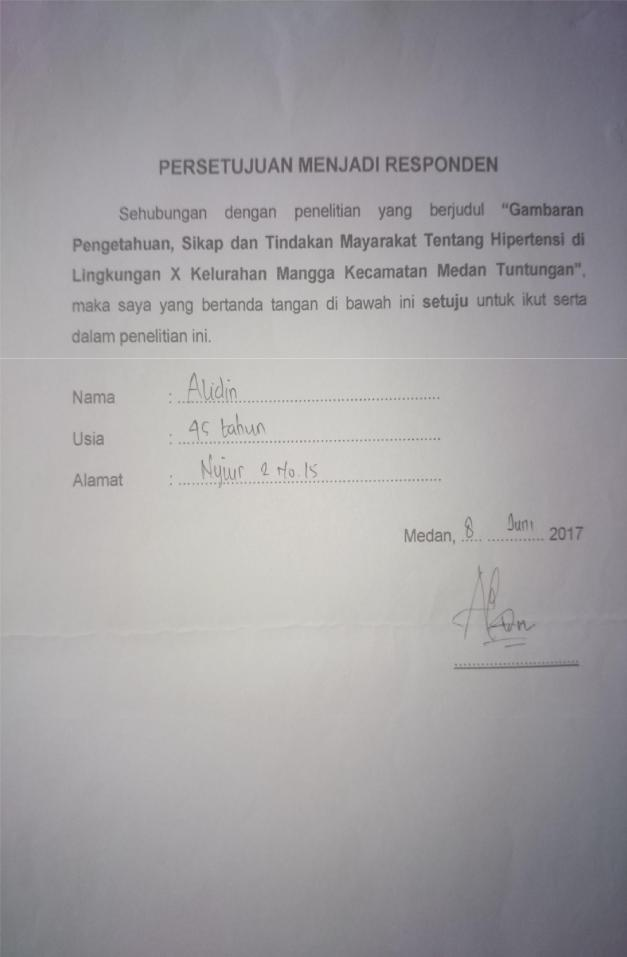 PERSETUJUAN MENJADI RESPONDEN
Sehubungan dengan penelitian yang berjudul “Gambaran
Pengetahuan, Sikap dan Tindakan Mayarakat Tentang Hipertensi di
Lingkungan X Kelurahan Mangga Kecamatan Medan Tuntungan”,
maka saya yang bertanda tangan di bawah ini setuju untuk ikut serta
dalam penelitian ini.
Nama : Alidin
Usia : 45 tahun
Alamat : 2 No. 15
Medan, 8 Juni 2017